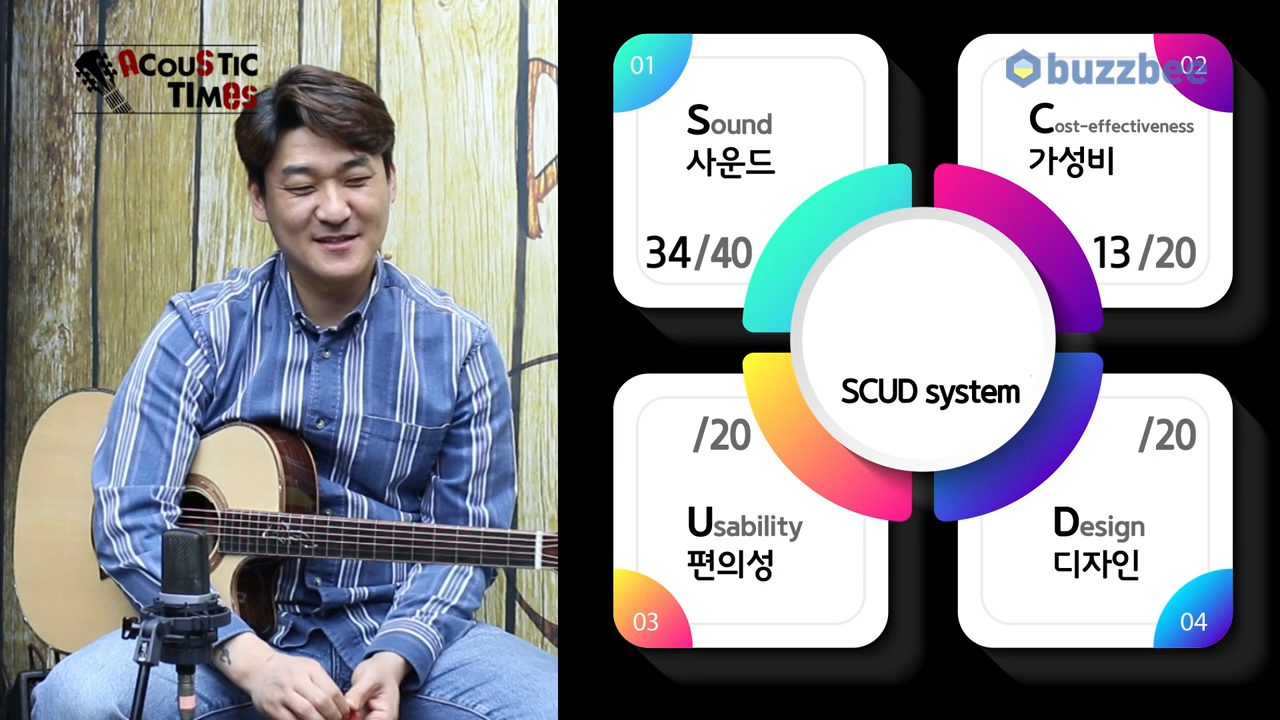 ACOUSTIC
TIMES
01
Sound
사운드
34/40
buzzbee
02
Cost-effectiveness
가성비
13/20
SCUD system
/20
Usability
편의성
03
/20
Design
디자인
04